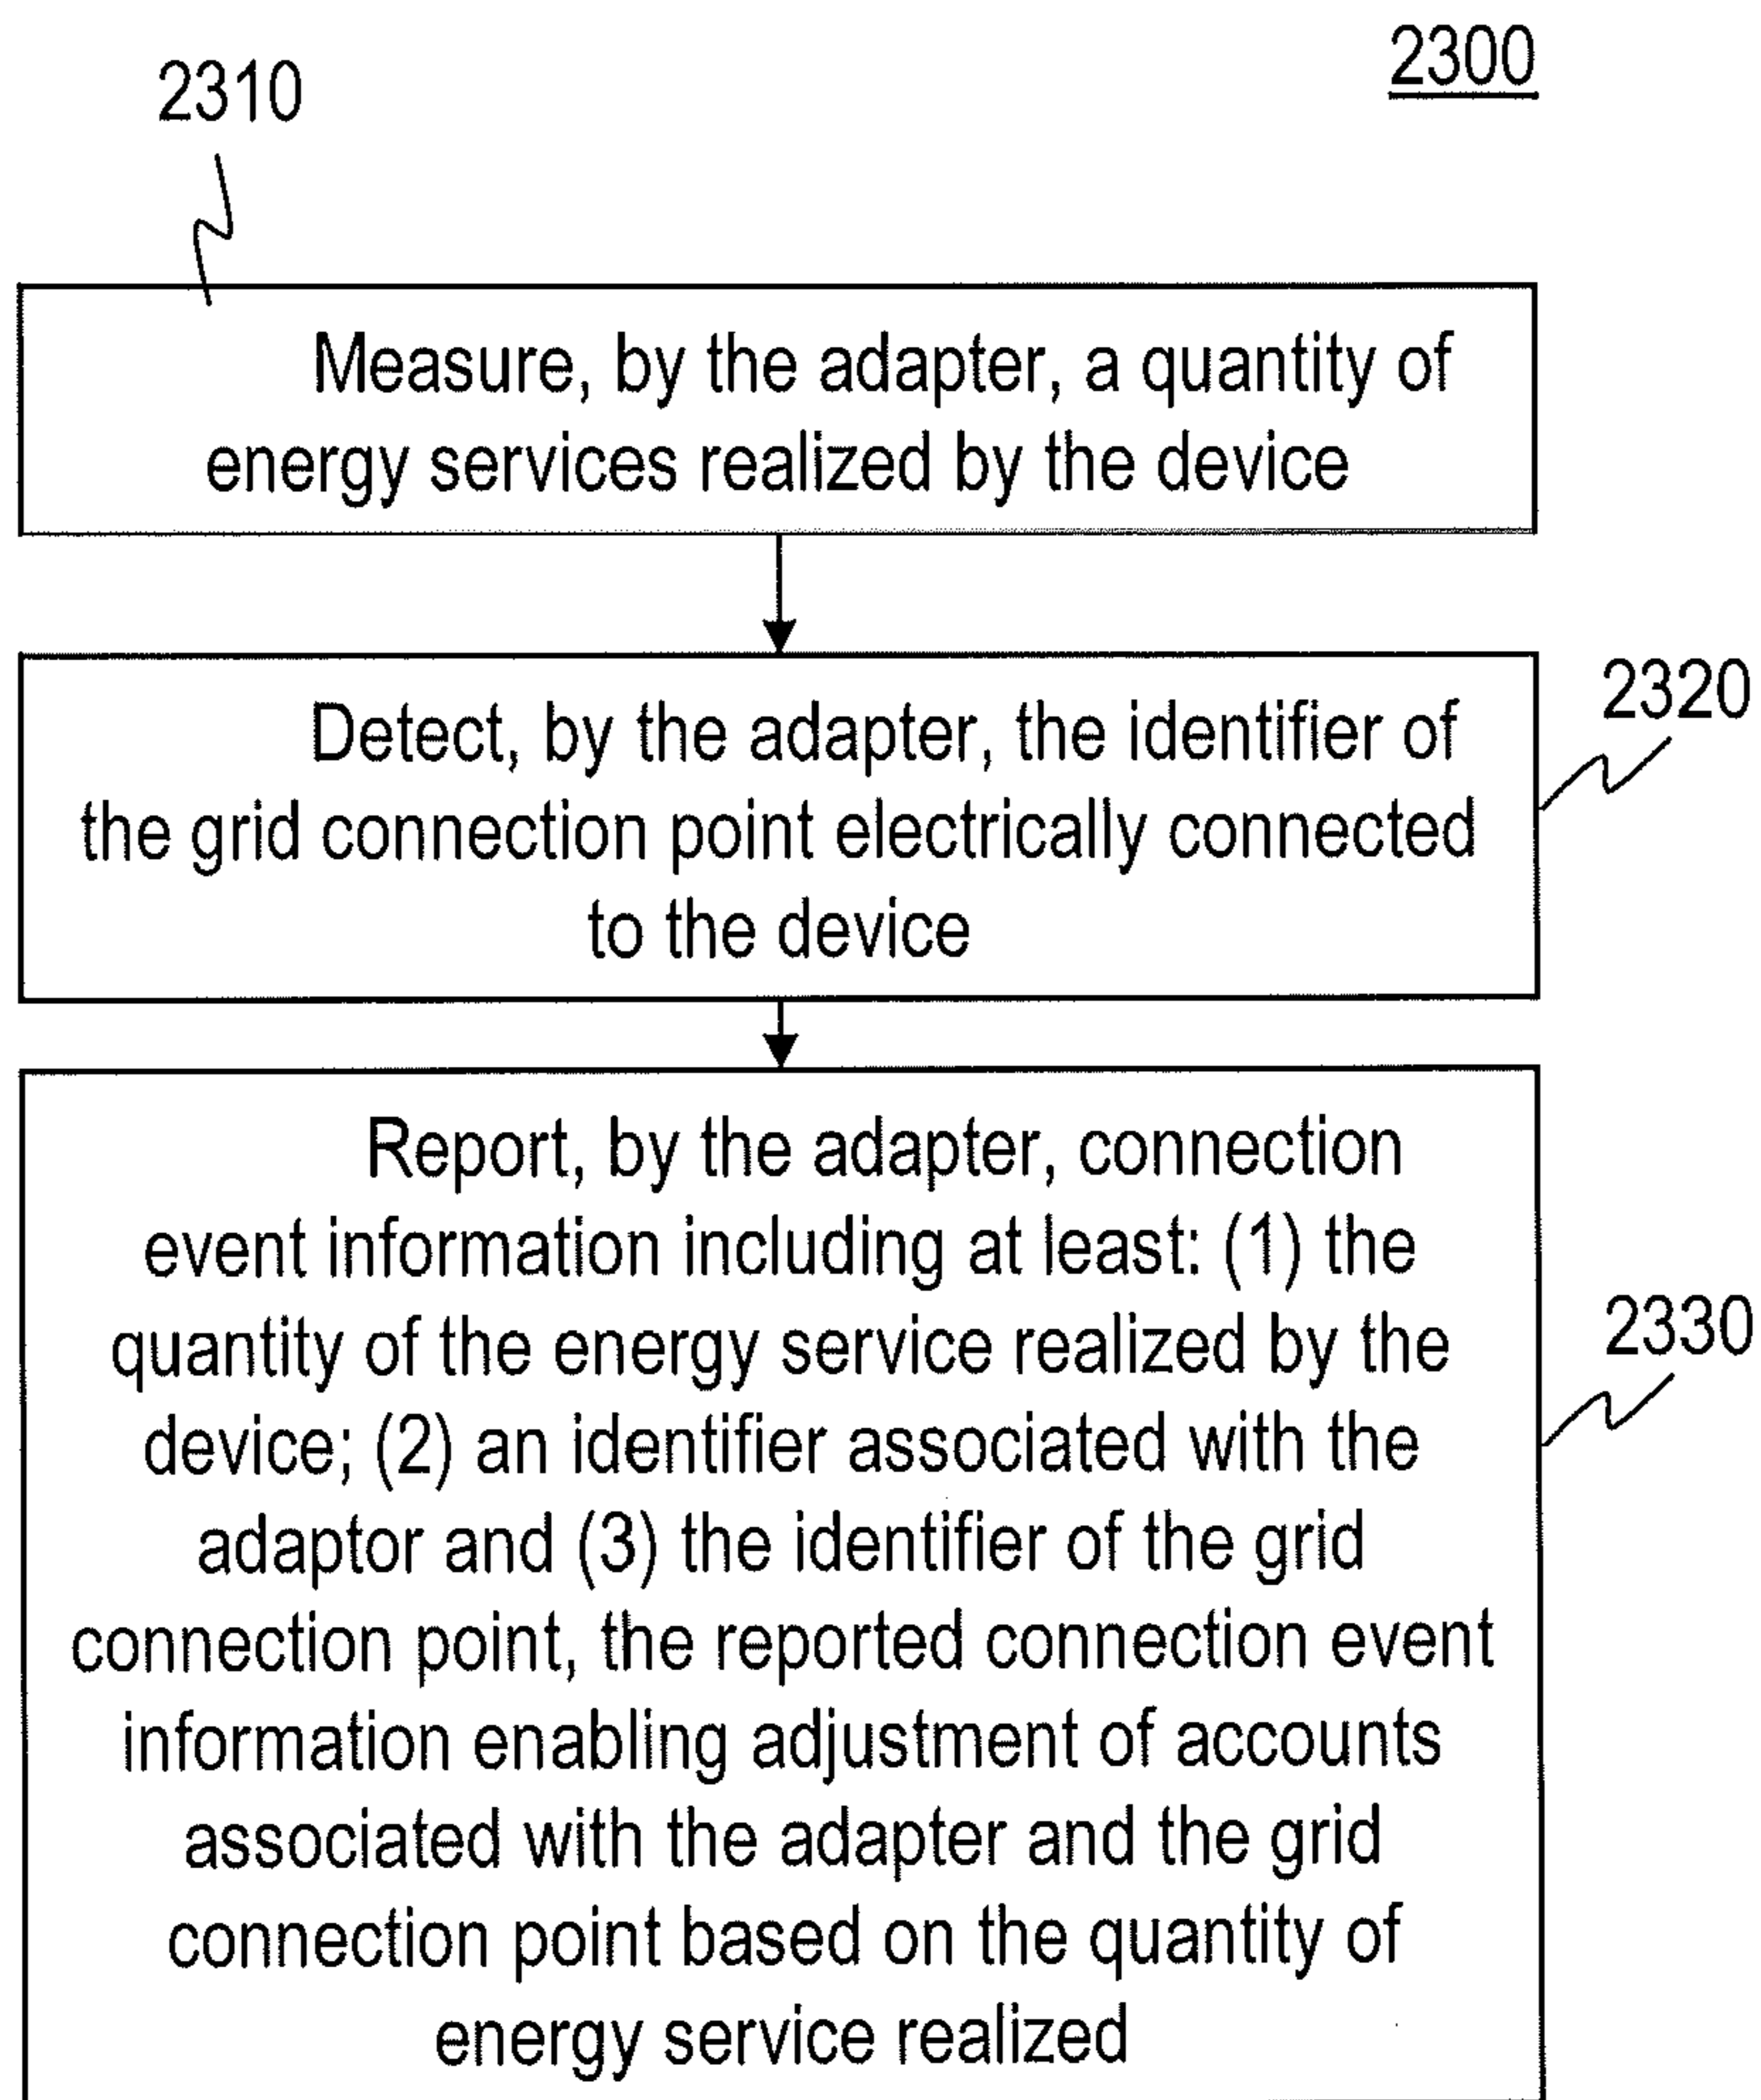 2300
2310
Measure, by the adapter, a quantity of
energy services realized by the device
2320
Detect, by the adapter, the identifier of
the grid connection point electrically connected
to the device
2330
Report, by the adapter, connection
event information including at least: (1) the
quantity of the energy service realized by the
device; (2) an identifier associated with the
adaptor and (3) the identifier of the grid
connection point, the reported connection event
information enabling adjustment of accounts
associated with the adapter and the grid
connection point based on the quantity of
energy service realized